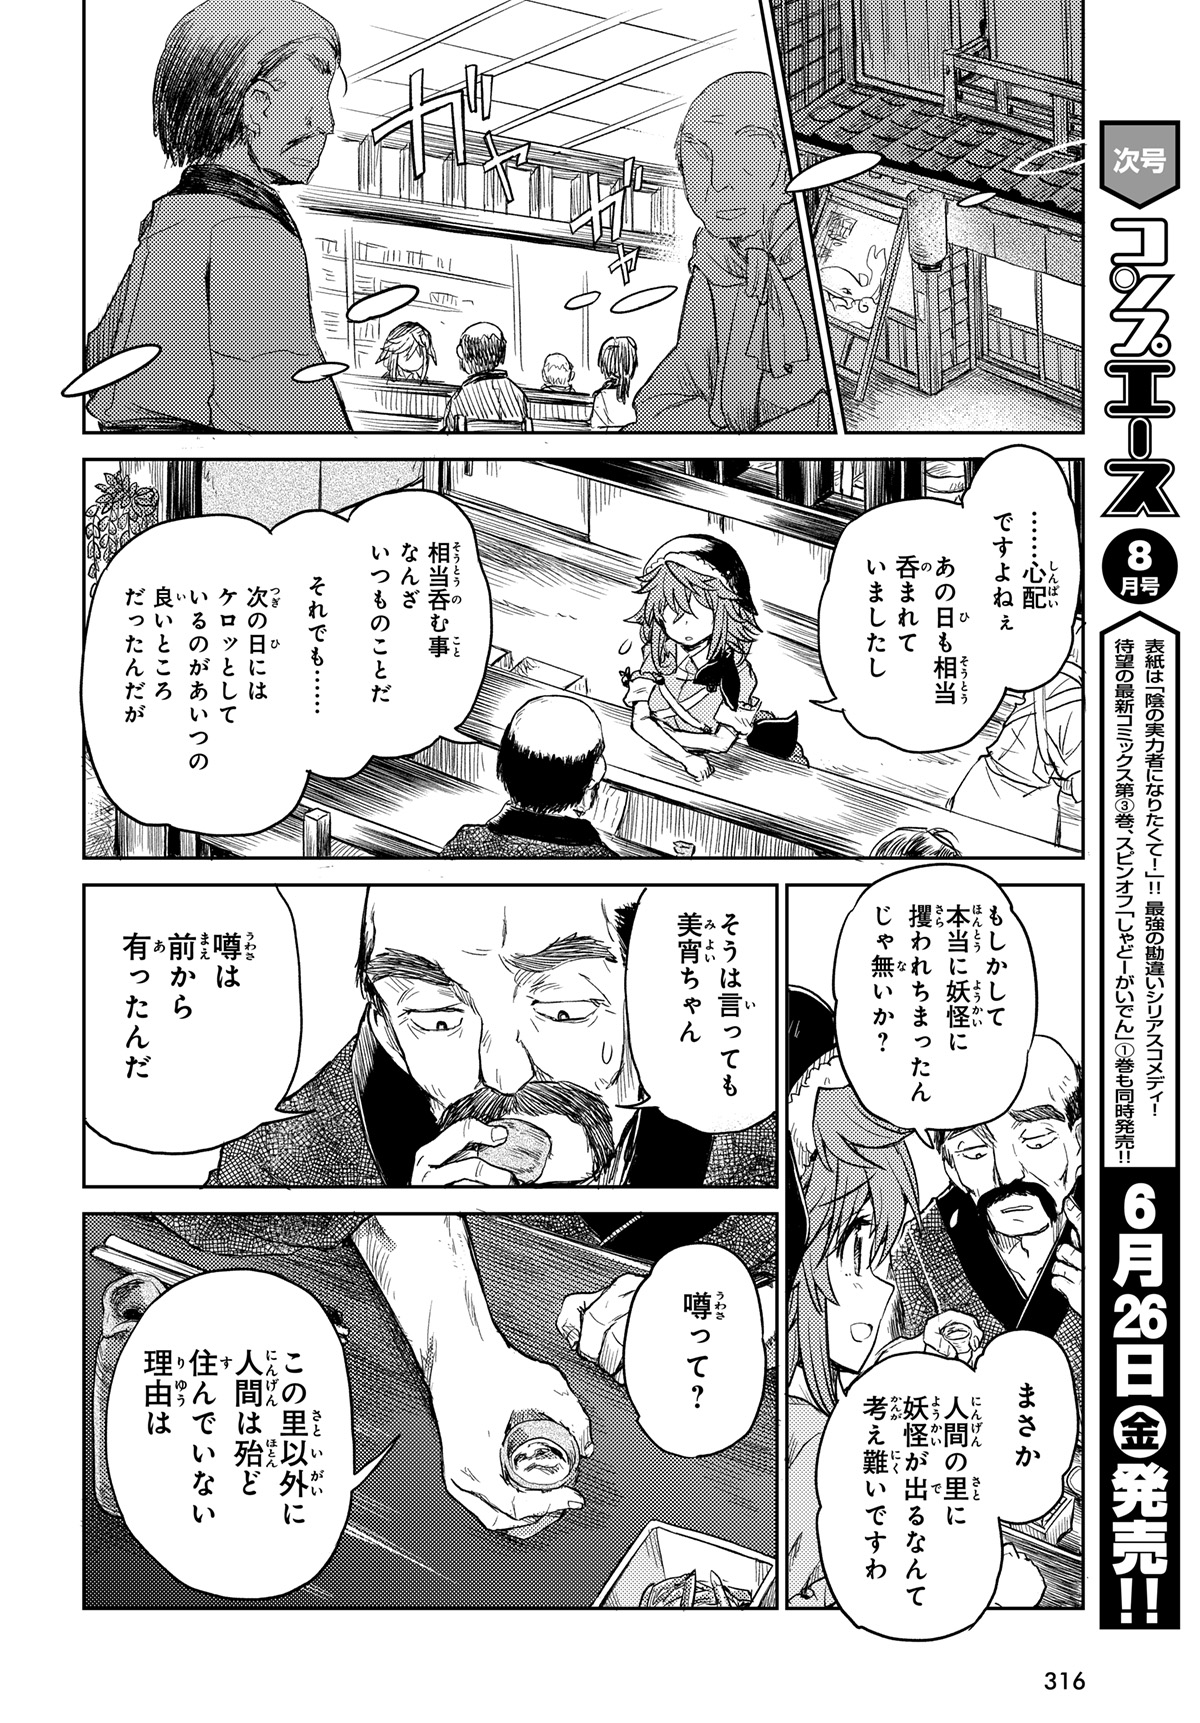 ガヤ
ガヤ
……心配
ですよねぇ
あの日も相当
呑まれて
いましたし
相当呑む事
なんざ
いつものことだ
それでも……
次の日には
ケロッとして
いるのがあいつの
良いところ
だったんだが
もしかして
本当に妖怪に
攫われちまったん
じゃ無いか？
まさか
人間の里に
妖怪が出るなんて
考え難いですわ
そうは言っても
美宵ちゃん
噂は
前から
有ったんだ
噂って？
この里以外に
人間は殆ど
住んでいない
理由は
次号
コンプエース
8月号
表紙は「陰の実力者になりたくて！」!! 最強の勘違いシリアスコメディ！
待望の最新コミックス第③巻、スピンオフ「しゃどーがいでん」①巻も同時発売!!
6月26日㊎発売!!
316